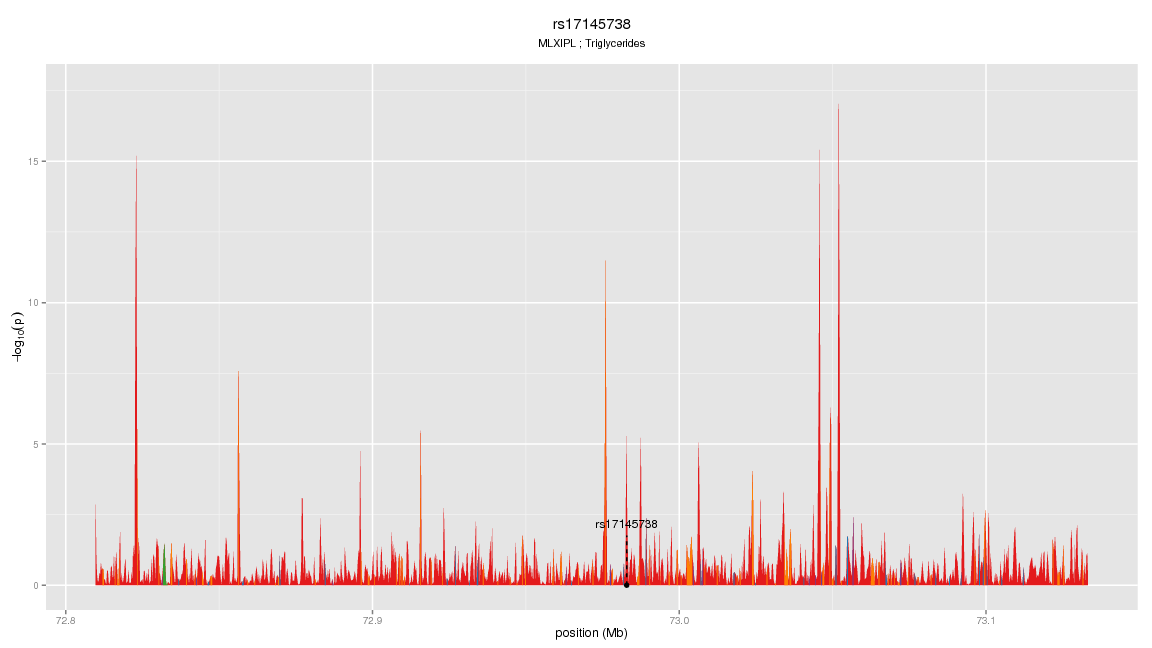 rs17145738
MLXIPL ; Triglycerides
15
10
5
0
−log10(p)
rs17145738
72.8
72.9
73.0
73.1
position (Mb)